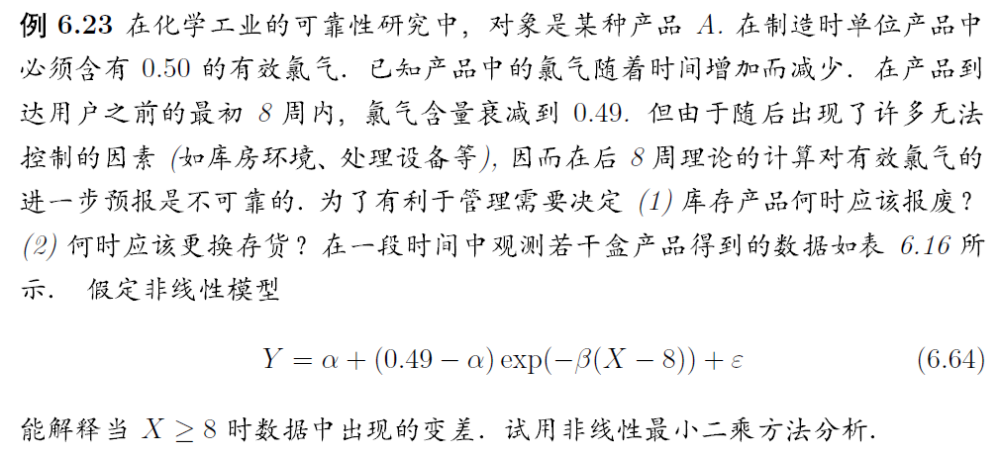 例 6.23 在化学工业的可靠性研究中, 对象是某种产品 A. 在制造时单位产品中
必须含有 0.50 的有效氯气. 已知产品中的氯气随着时间增加而减少. 在产品到
达用户之前的最初 8 周内, 氯气含量衰减到 0.49. 但由于随后出现了许多无法
控制的因素 (如库房环境、处理设备等), 因而在后 8 周理论的计算对有效氯气的
进一步预报是不可靠的. 为了有利于管理需要决定 (1) 库存产品何时应该报废?
(2) 何时应该更换存货? 在一段时间中观测若干盒产品得到的数据如表 6.16 所
示. 假定非线性模型
Y = α + (0.49 − α) exp(−β(X − 8)) + ε (6.64)
能解释当 X ≥ 8 时数据中出现的变差. 试用非线性最小二乘方法分析.